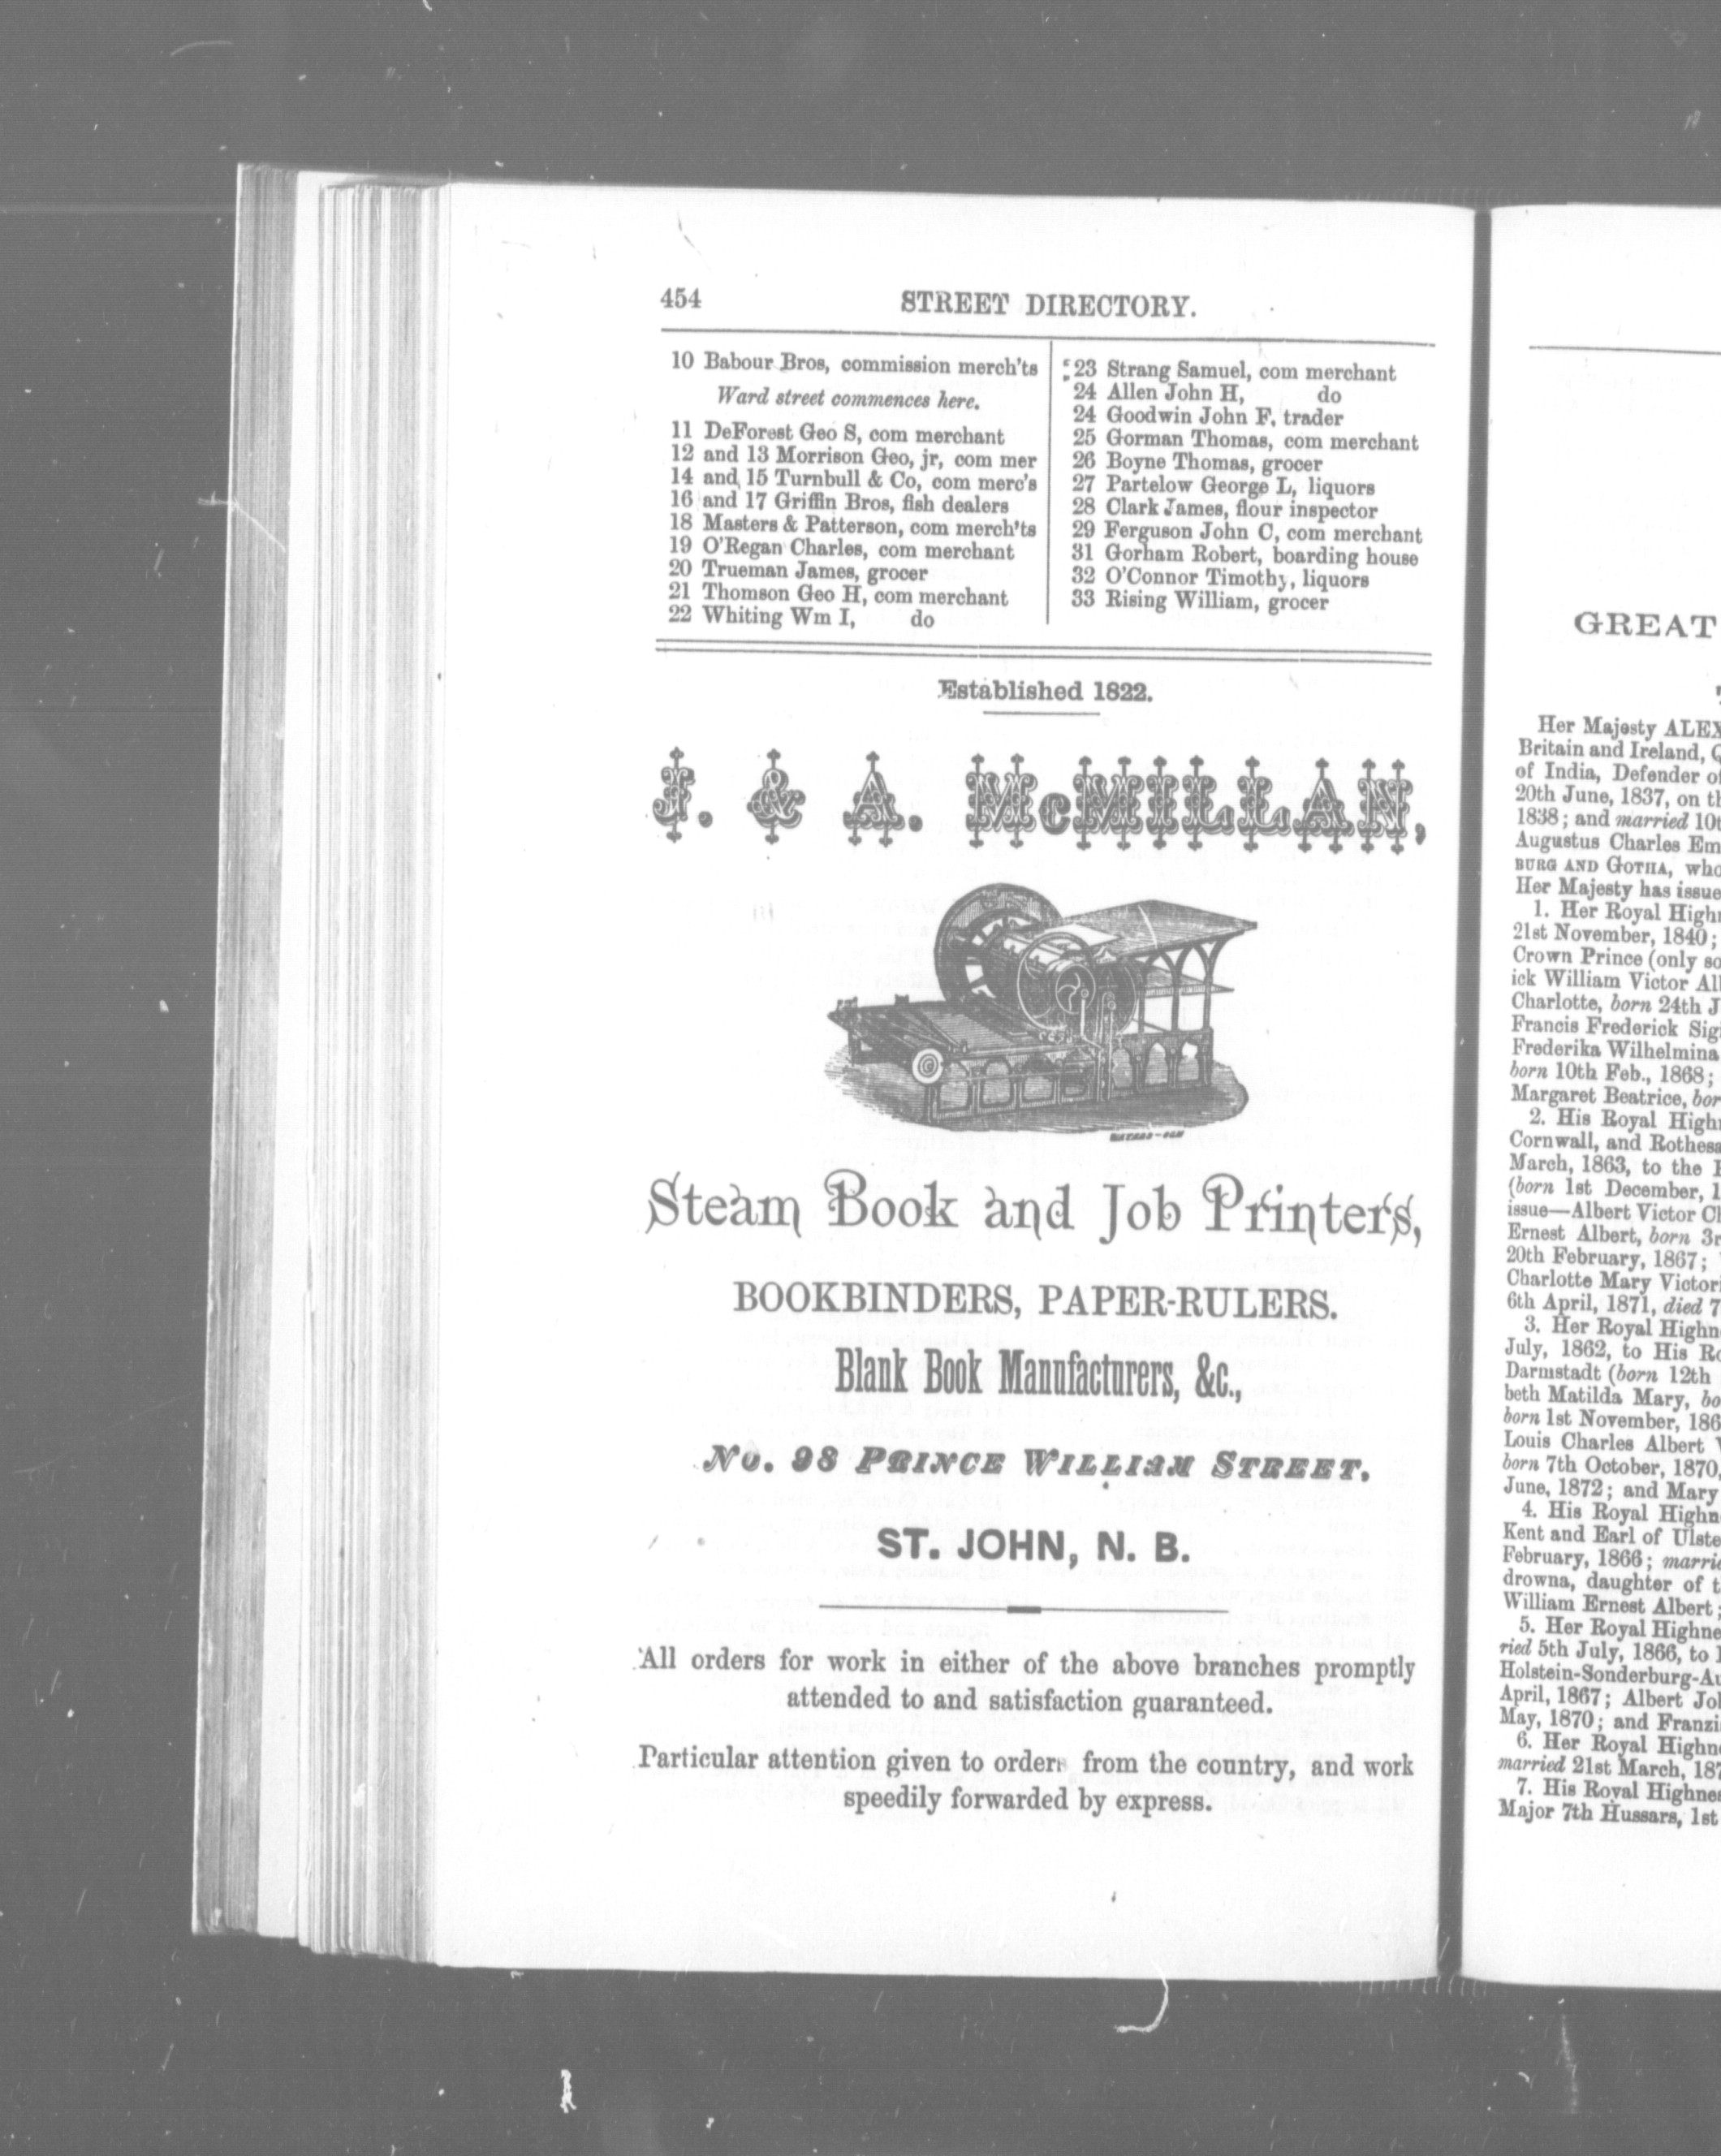 454
STREET DIRECTORY.
10 Babour Bros, commission merch'ts
Ward street commences here.
11 DeForest Geo S, com merchant
12 and 13 Morrison Geo, jr, com mer
14 and 15 Turnbull & Co, com merc's
16 and 17 Griffin Bros, fish dealers
18 Masters & Patterson, com merch'ts
19 O'Regan Charles, com merchant
20 Trueman James, grocer
21 Thomson Geo H, com merchant
22 Whiting Wm I, do
23 Strang Samuel, com merchant
24 Allen John H, do
24 Goodwin John F, trader
25 Gorman Thomas, com merchant
26 Boyne Thomas, grocer
27 Partelow George L, liquors
28 Clark James, flour inspector
29 Ferguson John C, com merchant
31 Gorham Robert, boarding house
32 O'Connor Timothy, liquors
33 Rising William, grocer
Established 1822.
J. & A. McMILLAN,
Steam Book and Job Printers,
BOOKBINDERS, PAPER-RULERS.
Blank Book Manufacturers, &c.,
No. 98 PRINCE WILLIAM STREET.
ST. JOHN, N. B.
All orders for work in either of the above branches promptly
attended to and satisfaction guaranteed.
Particular attention given to orders from the country, and work
speedily forwarded by express.
GREAT
Her Majesty ALEX
Britain and Ireland, Q
of India, Defender of
20th June, 1837, on th
1838; and married 10t
Augustus Charles Em
BURG AND GOTHA, who
Her Majesty has issue
1. Her Royal Highn
21st November, 1840;
Crown Prince (only so
ick William Victor Al
Charlotte, born 24th J
Francis Frederick Sig
Frederika Wilhelmina
born 10th Feb., 1868;
Margaret Beatrice, bor
2. His Royal High
Cornwall, and Rothesa
March, 1863, to the
(born 1st December, 1
issue—Albert Victor Ch
Ernest Albert, born 3r
20th February, 1867;
Charlotte Mary Victori
6th April, 1871, died 7
3. Her Royal Highn
July, 1862, to His Ro
Darmstadt (born 12th
beth Matilda Mary, bo
born 1st November, 186
Louis Charles Albert
born 7th October, 1870,
June, 1872; and Mary
4. His Royal Highn
Kent and Earl of Ulste
February, 1866; marrie
drowna, daughter of t
William Ernest Albert;
5. Her Royal Highne
ried 5th July, 1866, to
Holstein-Sonderburg-Au
April, 1867; Albert Joh
May, 1870; and Franzi
6. Her Royal Highne
married 21st March, 187
7. His Royal Highnes
Major 7th Hussars, 1st